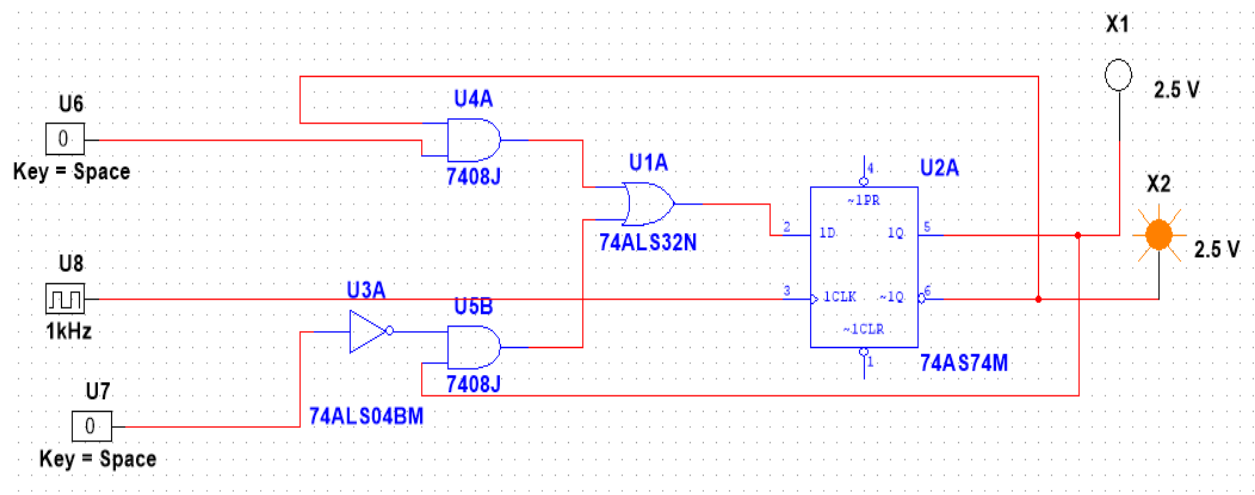 X1
2.5 V
U4A
U6
0
Key = Space
7408J
U1A
4
U2A
~1PR
X2
74ALS32N
2
1D
1Q
5
2.5 V
U8
U3A
U5B
3
1CLK
~1Q
6
1kHz
~1CLR
1
74AS74M
U7
7408J
74ALS04BM
0
Key = Space